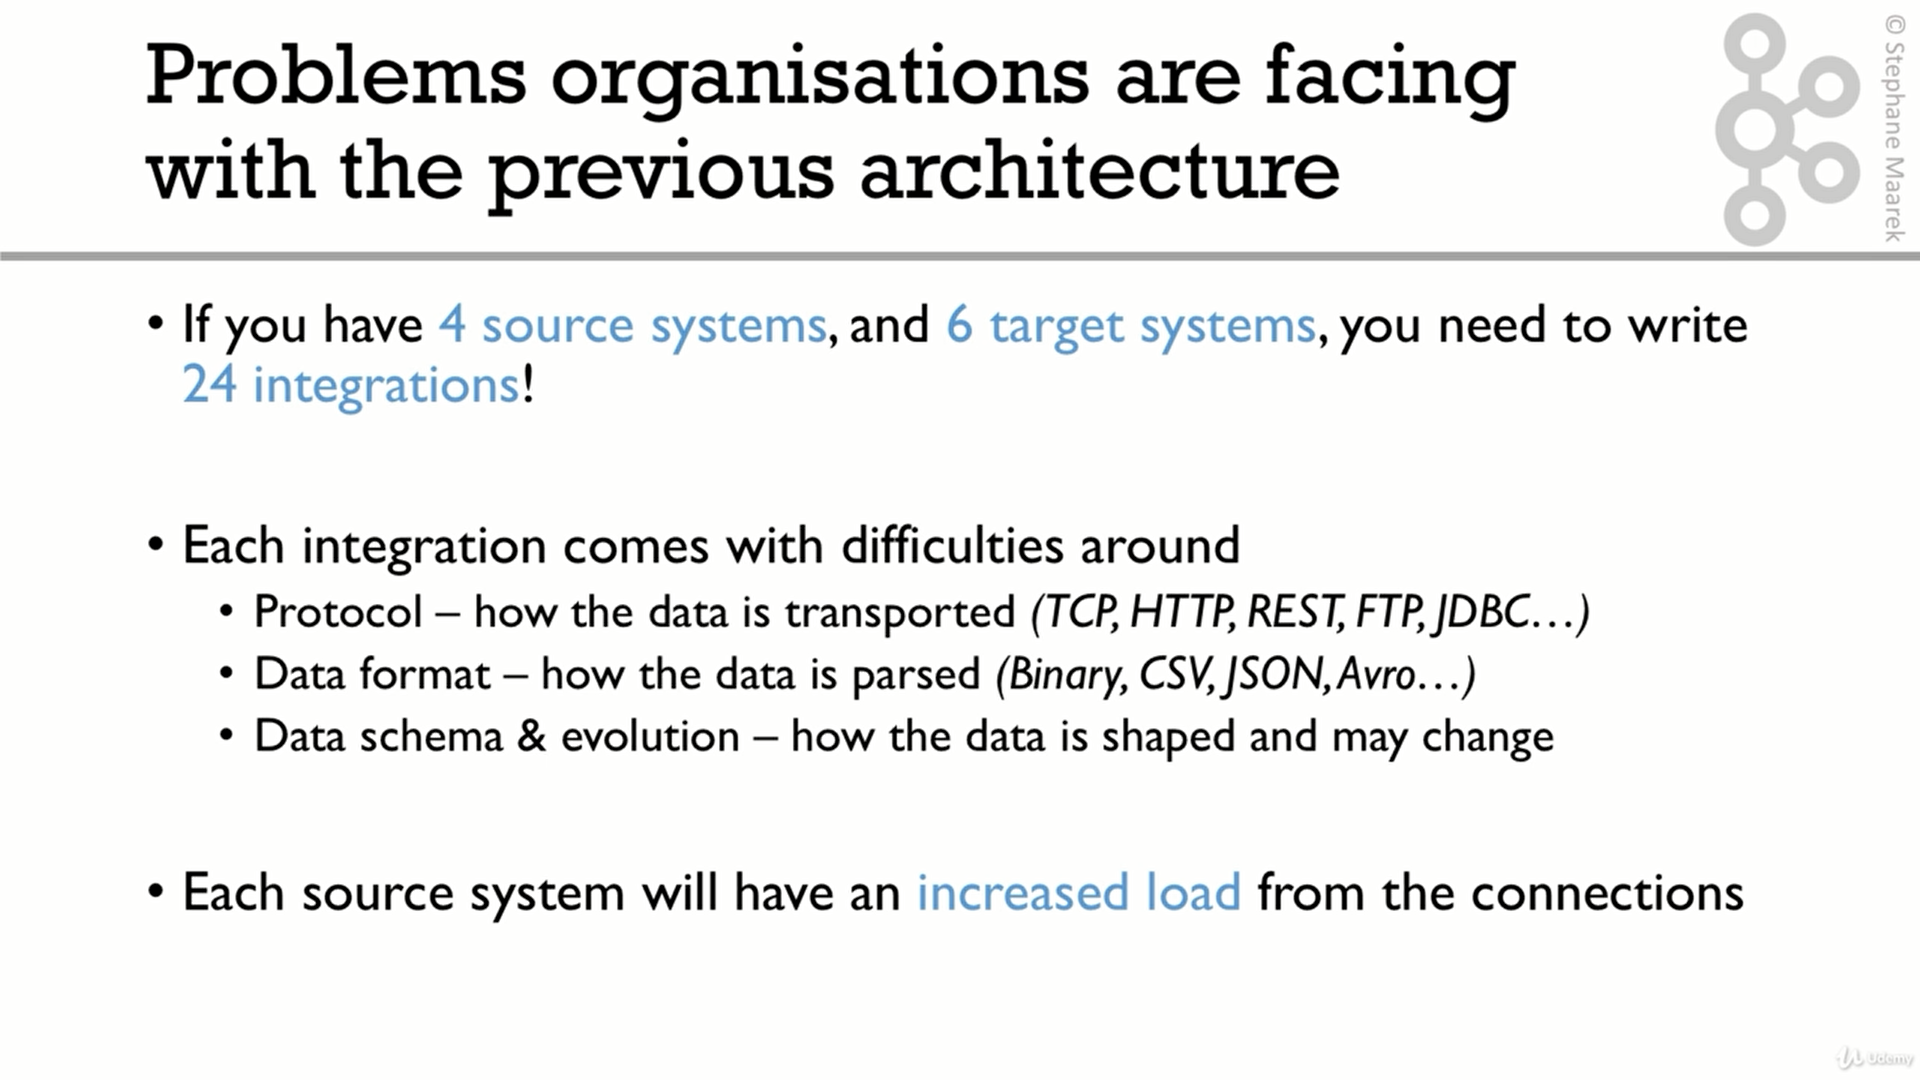 Problems organisations are facing
with the previous architecture
© Stephane Maarek
• If you have 4 source systems, and 6 target systems, you need to write
24 integrations!
• Each integration comes with difficulties around
• Protocol – how the data is transported (TCP, HTTP, REST, FTP, JDBC…)
• Data format – how the data is parsed (Binary, CSV, JSON, Avro…)
• Data schema & evolution – how the data is shaped and may change
• Each source system will have an increased load from the connections
Udemy